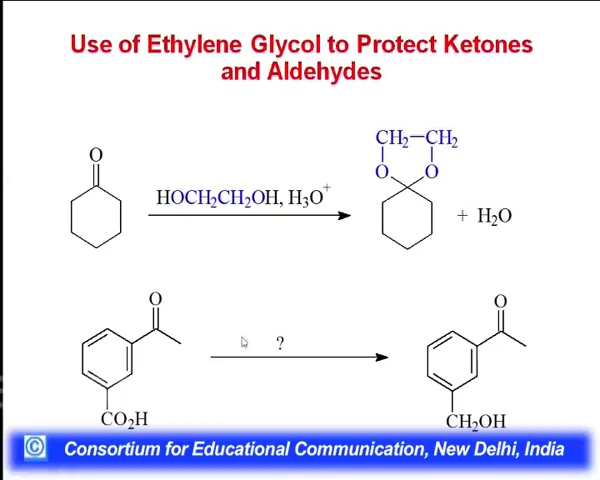 Use of Ethylene Glycol to Protect Ketones
and Aldehydes
CH₂–CH₂
O
O O
HOCH₂CH₂OH, H₃O⁺
+ H₂O
O
O
?
CO₂H
CH₂OH
© Consortium for Educational Communication, New Delhi, India